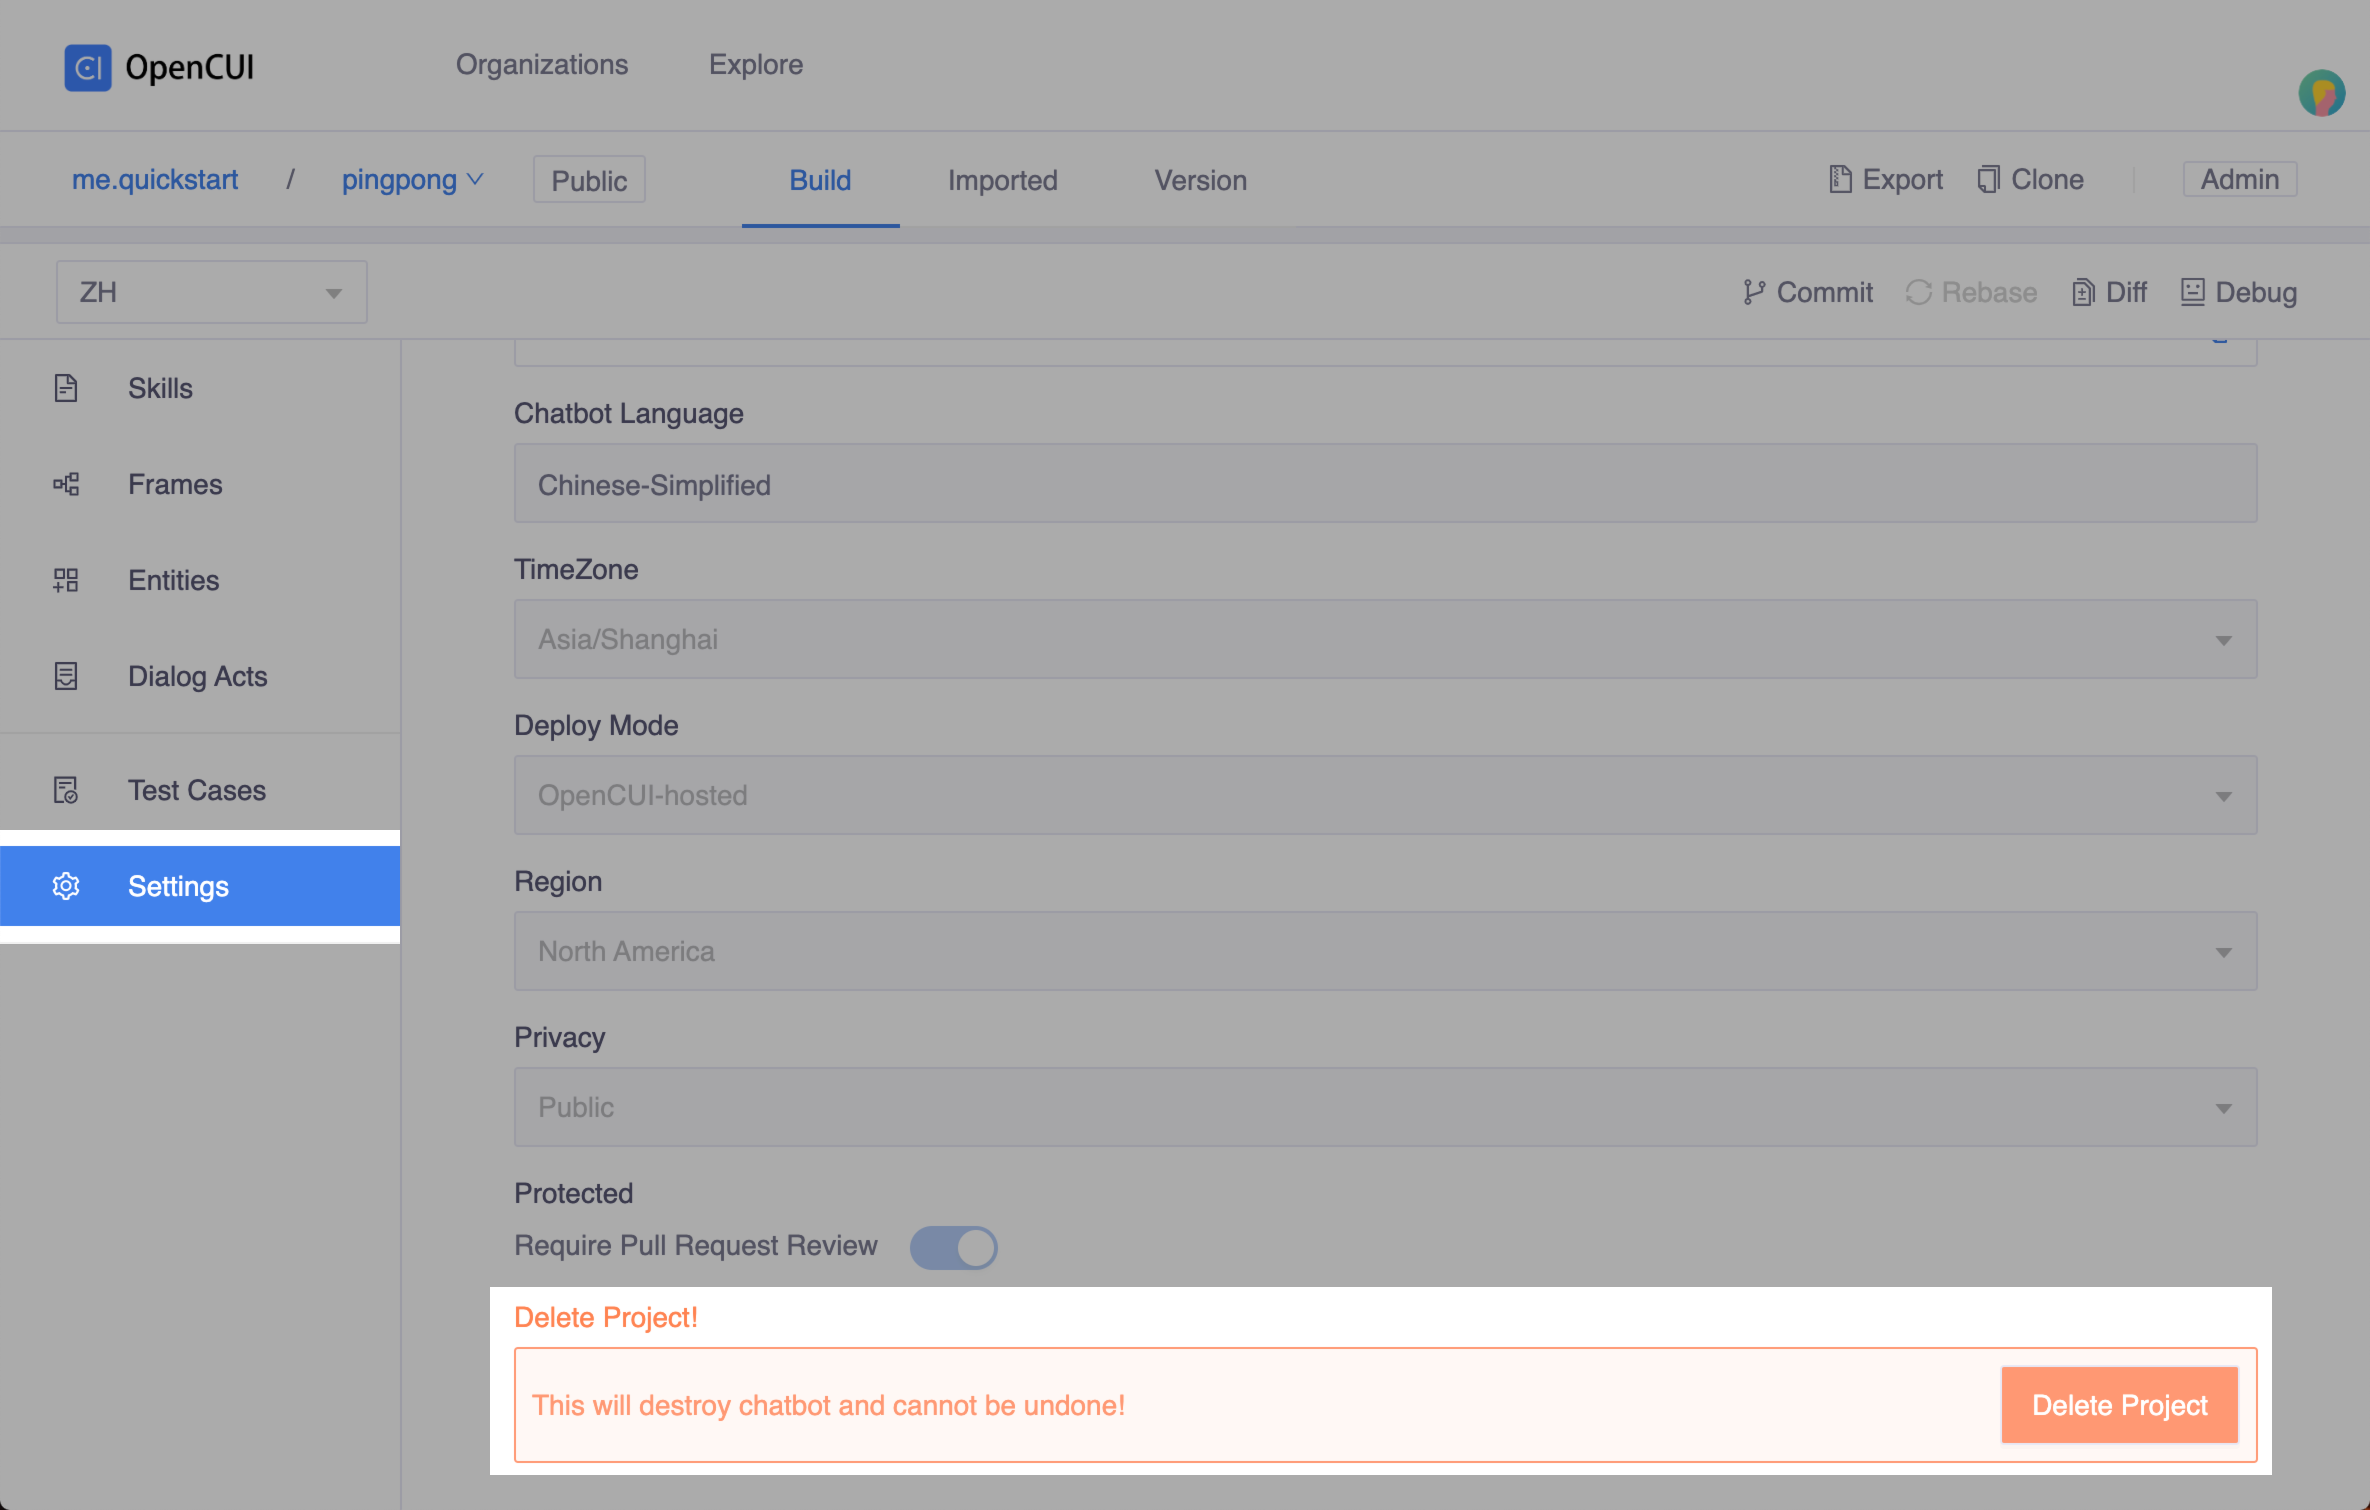 OpenCUI
Organizations
Explore
me.quickstart / pingpong
Public
Build
Imported
Version
Export
Clone
Admin
ZH
Commit
Rebase
Diff
Debug
Skills
Frames
Entities
Dialog Acts
Test Cases
Settings
Chatbot Language
Chinese-Simplified
TimeZone
Asia/Shanghai
Deploy Mode
OpenCUI-hosted
Region
North America
Privacy
Public
Protected
Require Pull Request Review
Delete Project!
This will destroy chatbot and cannot be undone!
Delete Project